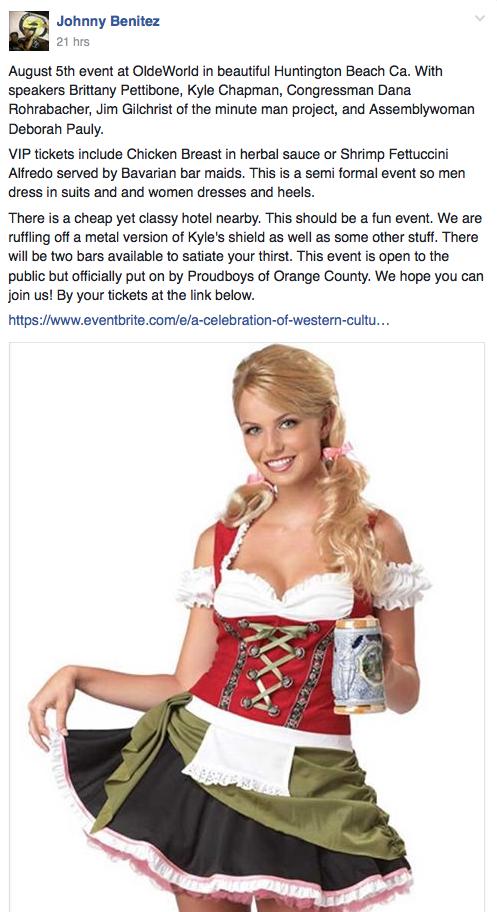 Johnny Benitez
21 hrs
August 5th event at OldeWorld in beautiful Huntington Beach Ca. With
speakers Brittany Pettibone, Kyle Chapman, Congressman Dana
Rohrabacher, Jim Gilchrist of the minute man project, and Assemblywoman
Deborah Pauly.
VIP tickets include Chicken Breast in herbal sauce or Shrimp Fettuccini
Alfredo served by Bavarian bar maids. This is a semi formal event so men
dress in suits and and women dresses and heels.
There is a cheap yet classy hotel nearby. This should be a fun event. We are
ruffling off a metal version of Kyle's shield as well as some other stuff. There
will be two bars available to satiate your thirst. This event is open to the
public but officially put on by Proudboys of Orange County. We hope you can
join us! By your tickets at the link below.
https://www.eventbrite.com/e/a-celebration-of-western-cultu…